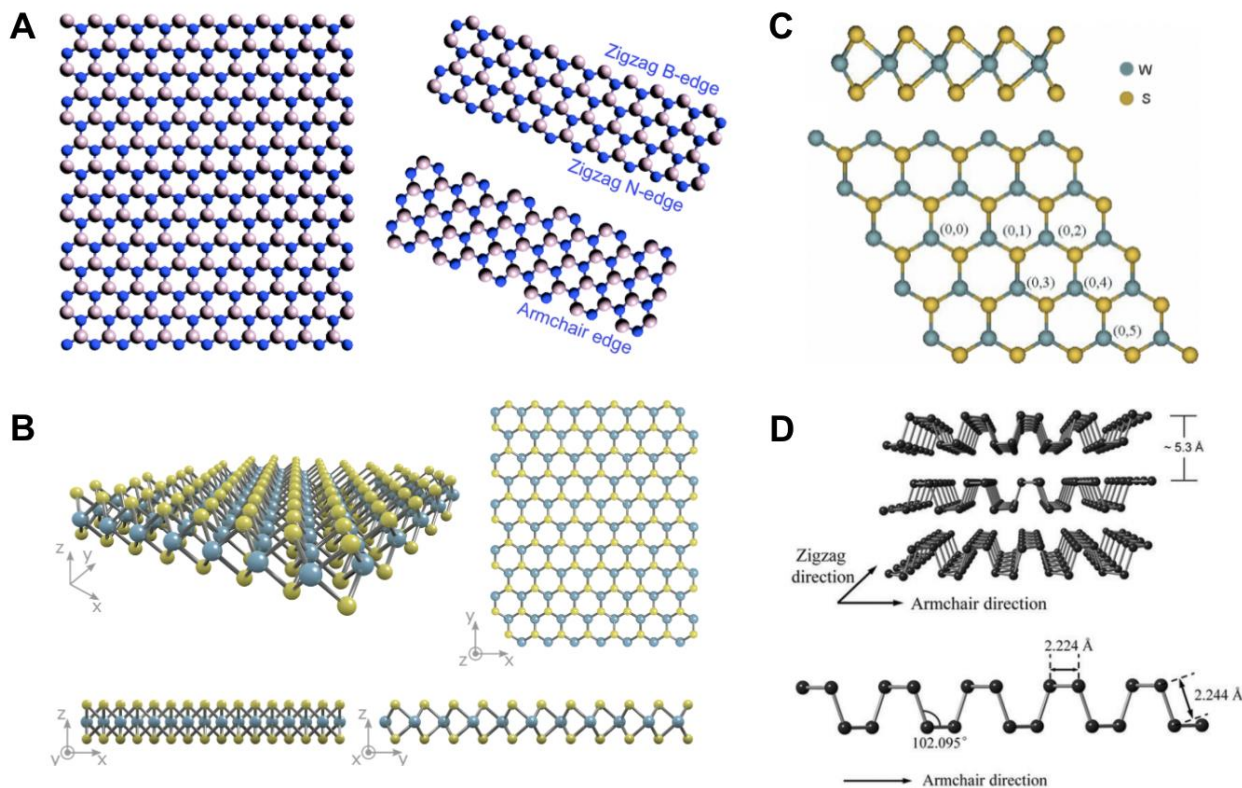 A
Zigzag B-edge
Zigzag N-edge
Armchair edge
C
W
S
(0,0)
(0,1)
(0,2)
(0,3)
(0,4)
(0,5)
B
z
y
x
y
z
x
z
y
x
z
x
y
D
~ 5.3 Å
Zigzag
direction
Armchair direction
2.224 Å
2.244 Å
102.095°
Armchair direction